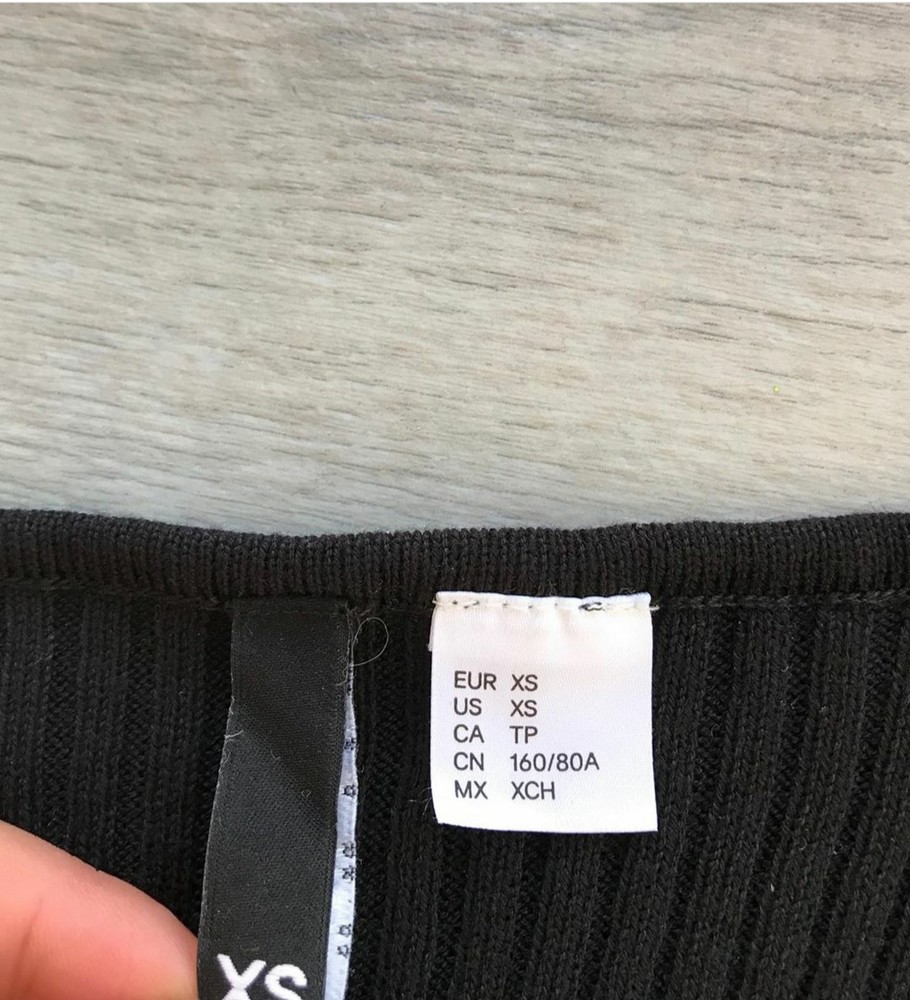 EUR XS
US XS
CA TP
CN 160/80A
MX XCH
XS